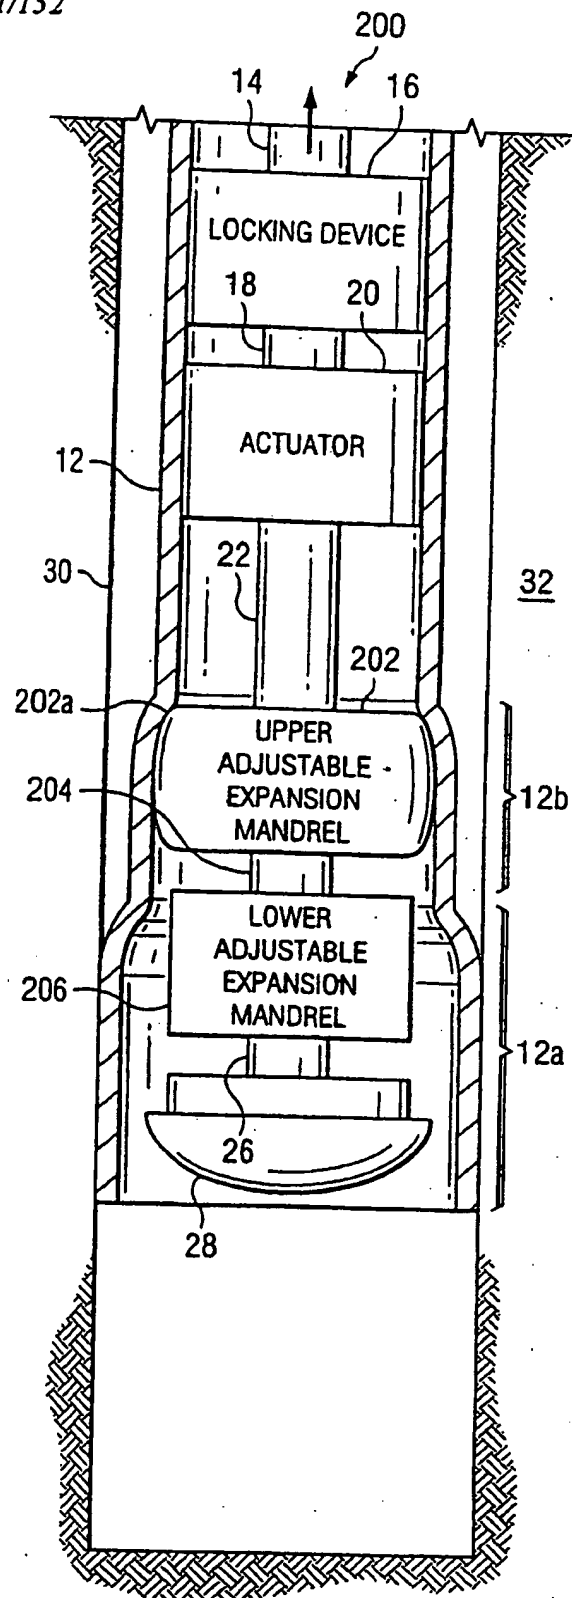 200
14
16
LOCKING DEVICE
18
20
ACTUATOR
12
30
22
32
202
202a
UPPER
ADJUSTABLE
EXPANSION
MANDREL
204
12b
LOWER
ADJUSTABLE
EXPANSION
MANDREL
206
12a
26
28